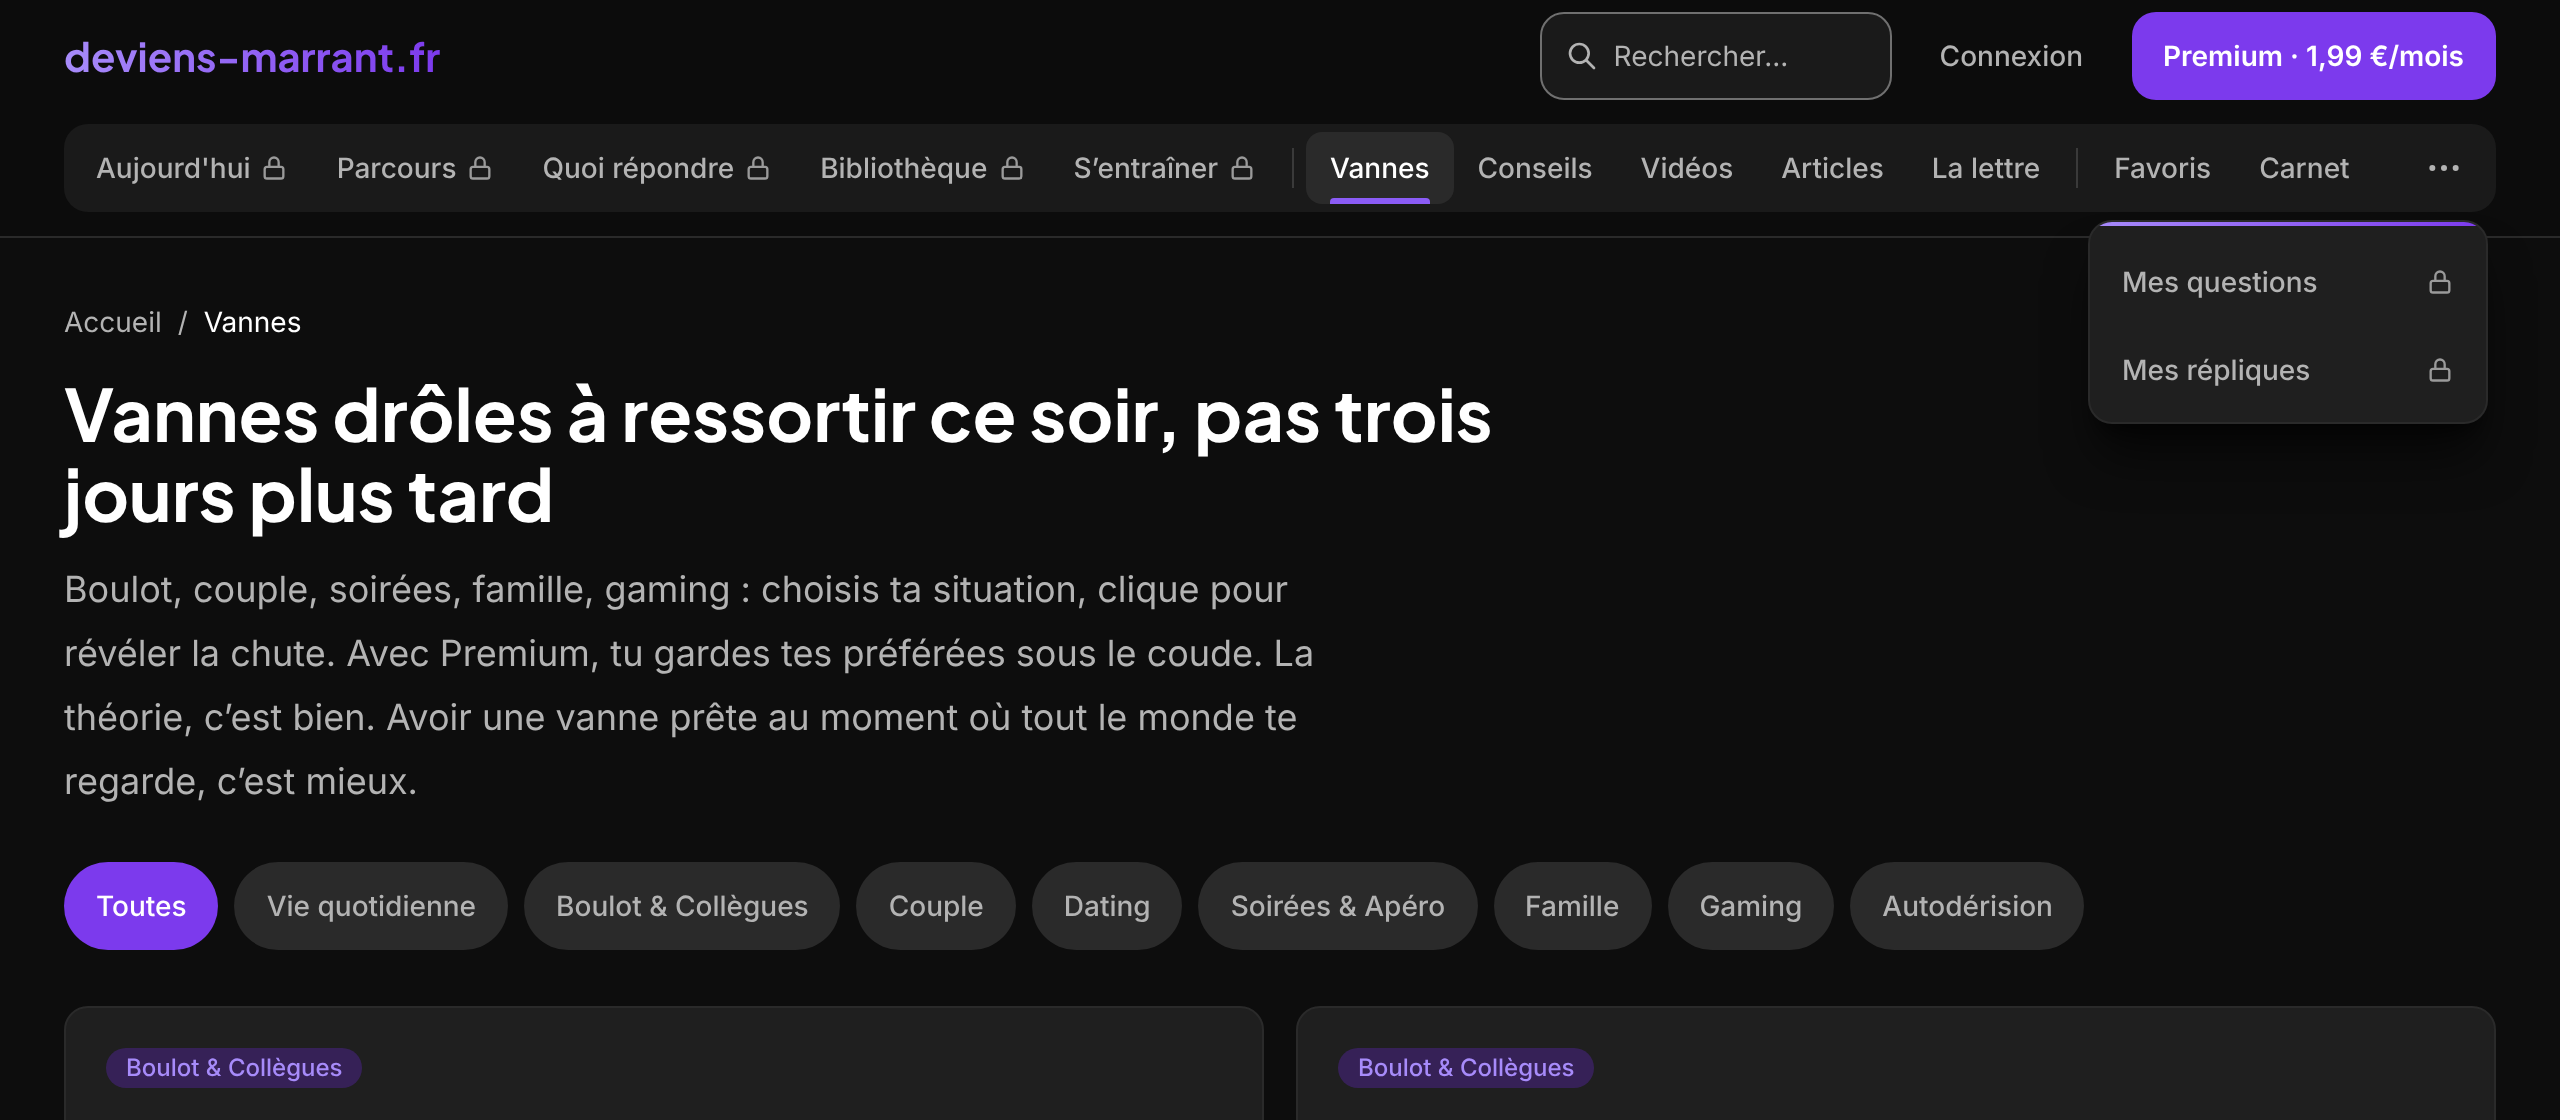 deviens-marrant.fr
Rechercher...
Connexion
Premium · 1,99 €/mois
Aujourd'hui
Parcours
Quoi répondre
Bibliothèque
S’entraîner
Vannes
Conseils
Vidéos
Articles
La lettre
Favoris
Carnet
Mes questions
Mes répliques
Accueil / Vannes
Vannes drôles à ressortir ce soir, pas trois
jours plus tard
Boulot, couple, soirées, famille, gaming : choisis ta situation, clique pour
révéler la chute. Avec Premium, tu gardes tes préférées sous le coude. La
théorie, c’est bien. Avoir une vanne prête au moment où tout le monde te
regarde, c’est mieux.
Toutes
Vie quotidienne
Boulot & Collègues
Couple
Dating
Soirées & Apéro
Famille
Gaming
Autodérision
Boulot & Collègues
Boulot & Collègues